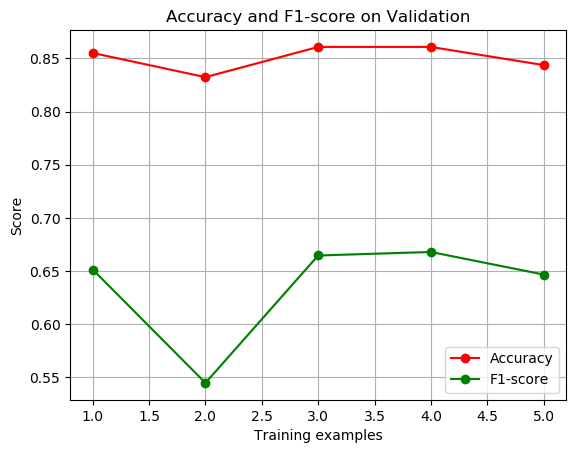 Accuracy and F1-score on Validation
Score
0.85
0.80
0.75
0.70
0.65
0.60
0.55
Accuracy
F1-score
1.0 1.5 2.0 2.5 3.0 3.5 4.0 4.5 5.0
Training examples